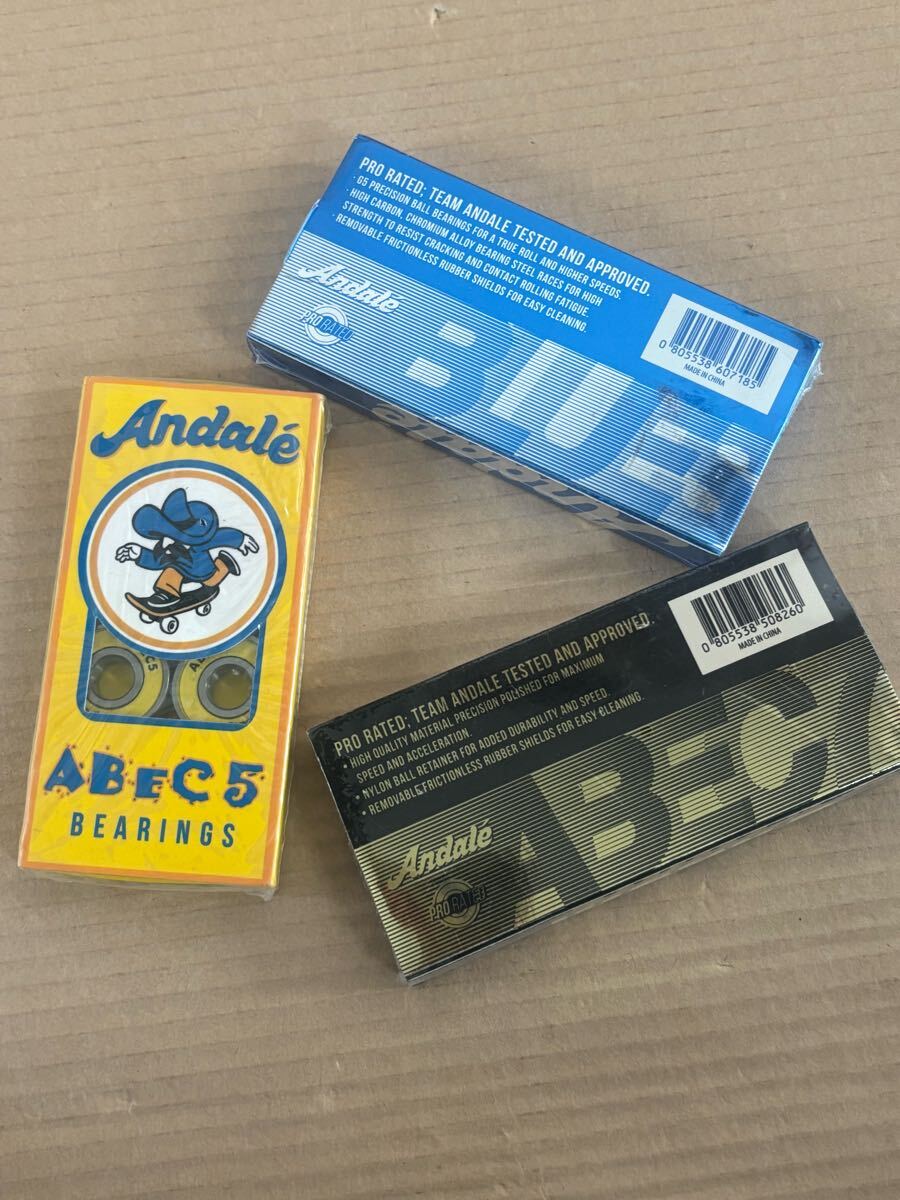 PRO RATED; TEAM ANDALE TESTED AND APPROVED.
· G5 PRECISION BALL BEARINGS FOR A TRUE ROLL AND HIGHER SPEEDS.
· HIGH CARBON, CHROMIUM ALLOY BEARING STEEL RACES FOR HIGH
STRENGTH TO RESIST CRACKING AND CONTACT ROLLING FATIGUE.
· REMOVABLE FRICTIONLESS RUBBER SHIELDS FOR EASY CLEANING.
Andalé
PRO RATED
BLUES
0 805538 607185
MADE IN CHINA
Andalé
Andalé
ABEC5
ABEC5
BEARINGS
PRO RATED; TEAM ANDALE TESTED AND APPROVED.
• HIGH QUALITY MATERIAL PRECISION POLISHED FOR MAXIMUM
SPEED AND ACCELERATION.
• NYLON BALL RETAINER FOR ADDED DURABILITY AND SPEED.
• REMOVABLE FRICTIONLESS RUBBER SHIELDS FOR EASY CLEANING.
Andalé
PRO RATED
ABEC7
0 805538 508260
MADE IN CHINA